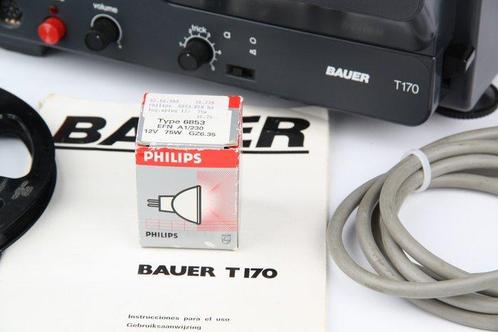 volume
trick
BAUER
T170
Type 6853
EFN A1/230
12V 75W GZ6.35
PHILIPS
PHILIPS
BAUER
BAUER T170
Instrucciones para el uso
Gebruiksaanwijzing